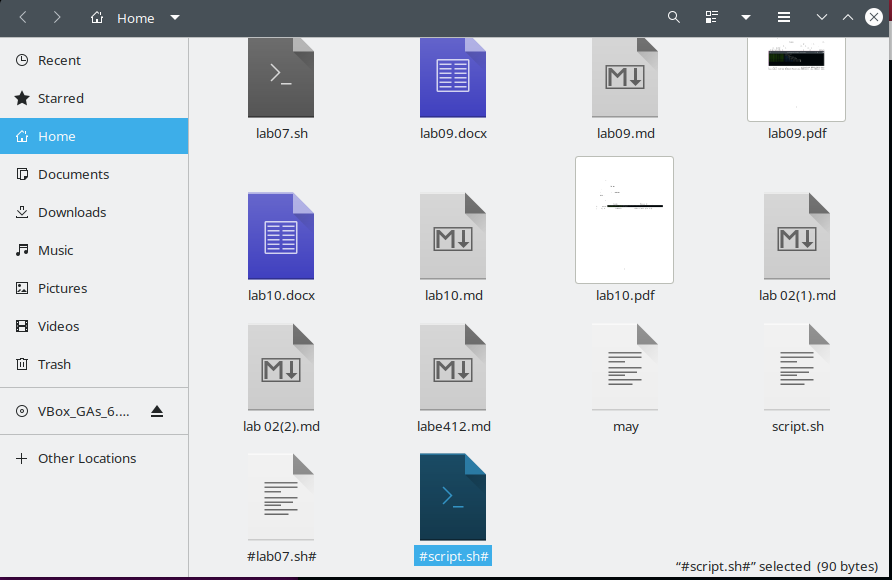 Home
Recent
Starred
Home
Documents
Downloads
Music
Pictures
Videos
Trash
VBox_GAs_6....
Other Locations
lab07.sh
lab09.docx
lab09.md
lab09.pdf
lab10.docx
lab10.md
lab10.pdf
lab 02(1).md
lab 02(2).md
labe412.md
may
script.sh
#lab07.sh#
#script.sh#
“#script.sh#” selected (90 bytes)